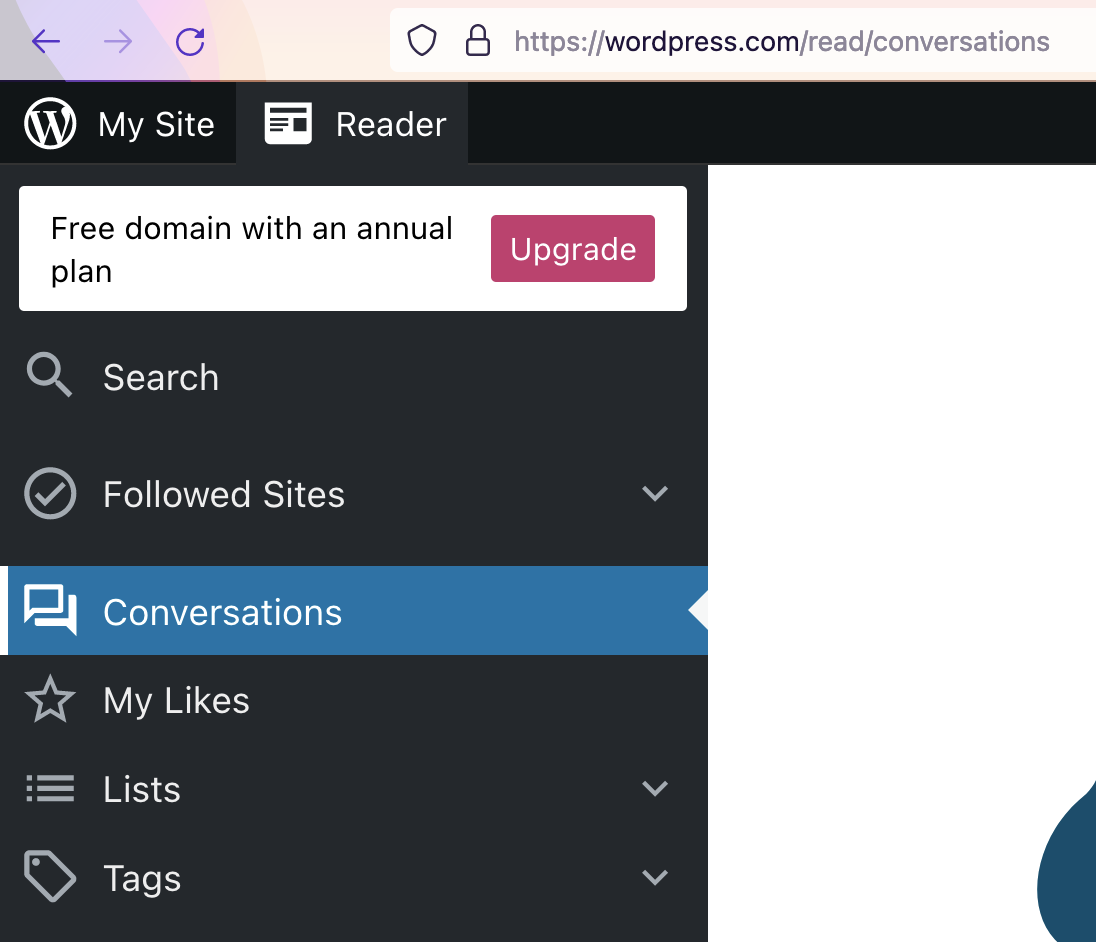 https://wordpress.com/read/conversations
My Site
Reader
Free domain with an annual
plan
Upgrade
Search
Followed Sites
Conversations
My Likes
Lists
Tags